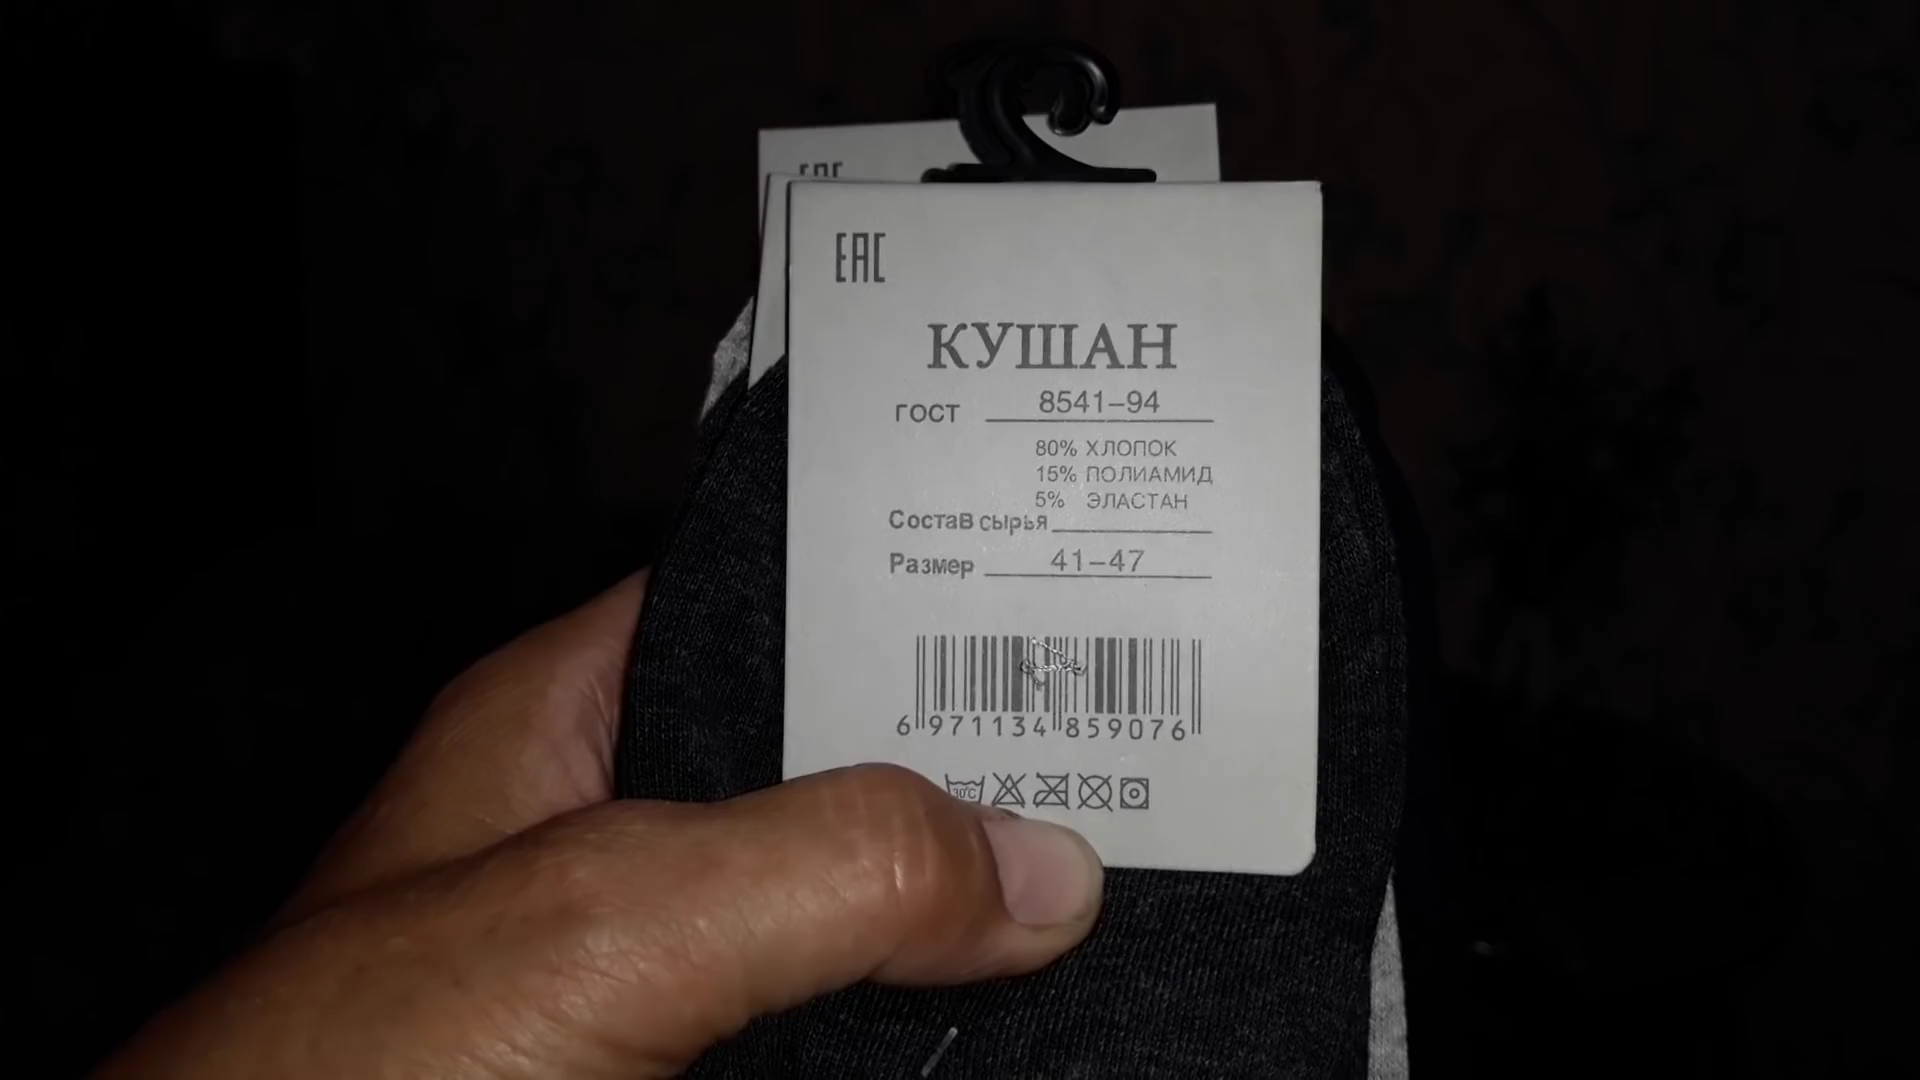 EAC
EAC
КУШАН
ГОСТ 8541-94
80% ХЛОПОК
15% ПОЛИАМИД
5% ЭЛАСТАН
Состав сырья
Размер 41-47
6 971134 859076
30°C